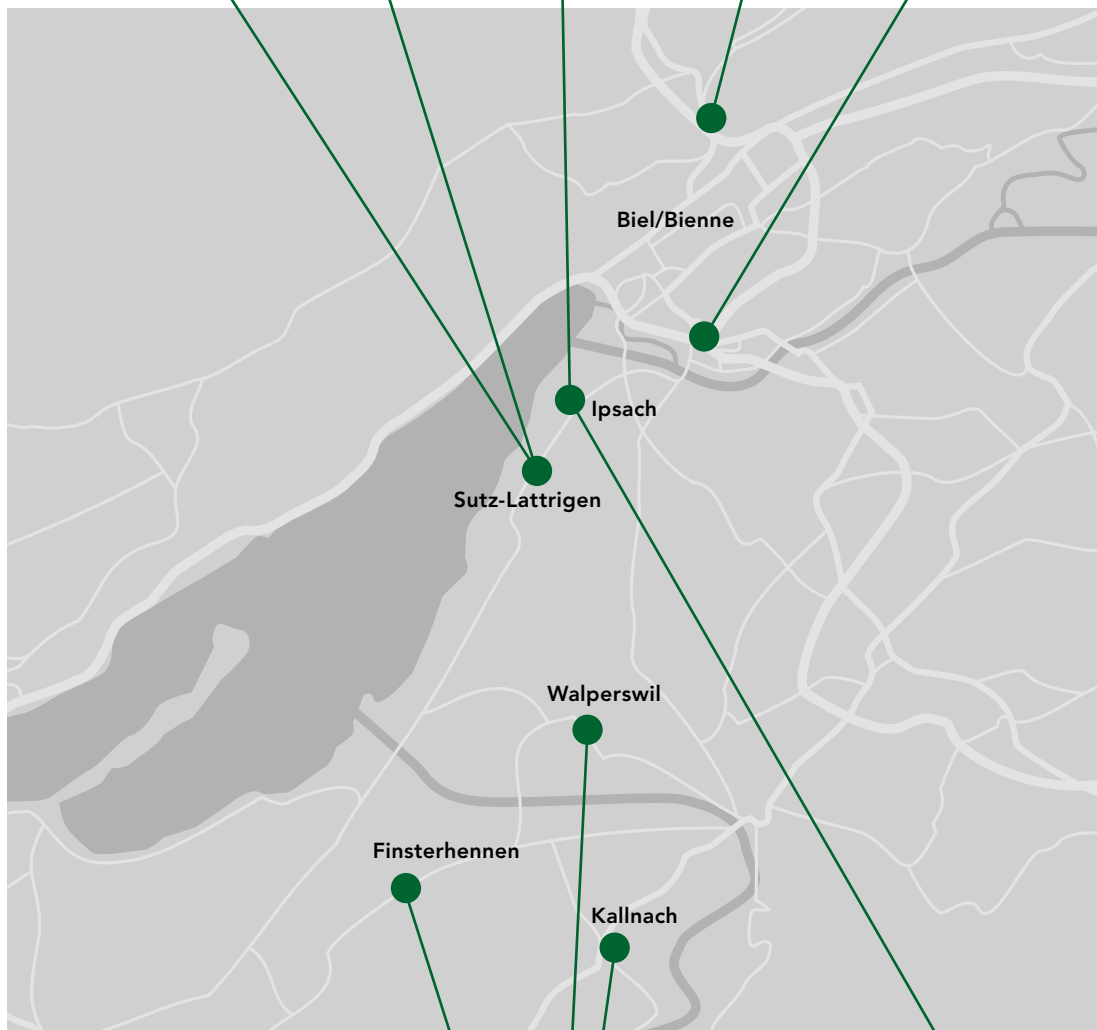 Biel/Bienne
Ipsach
Sutz-Lattrigen
Walperswil
Finsterhennen
Kallnach